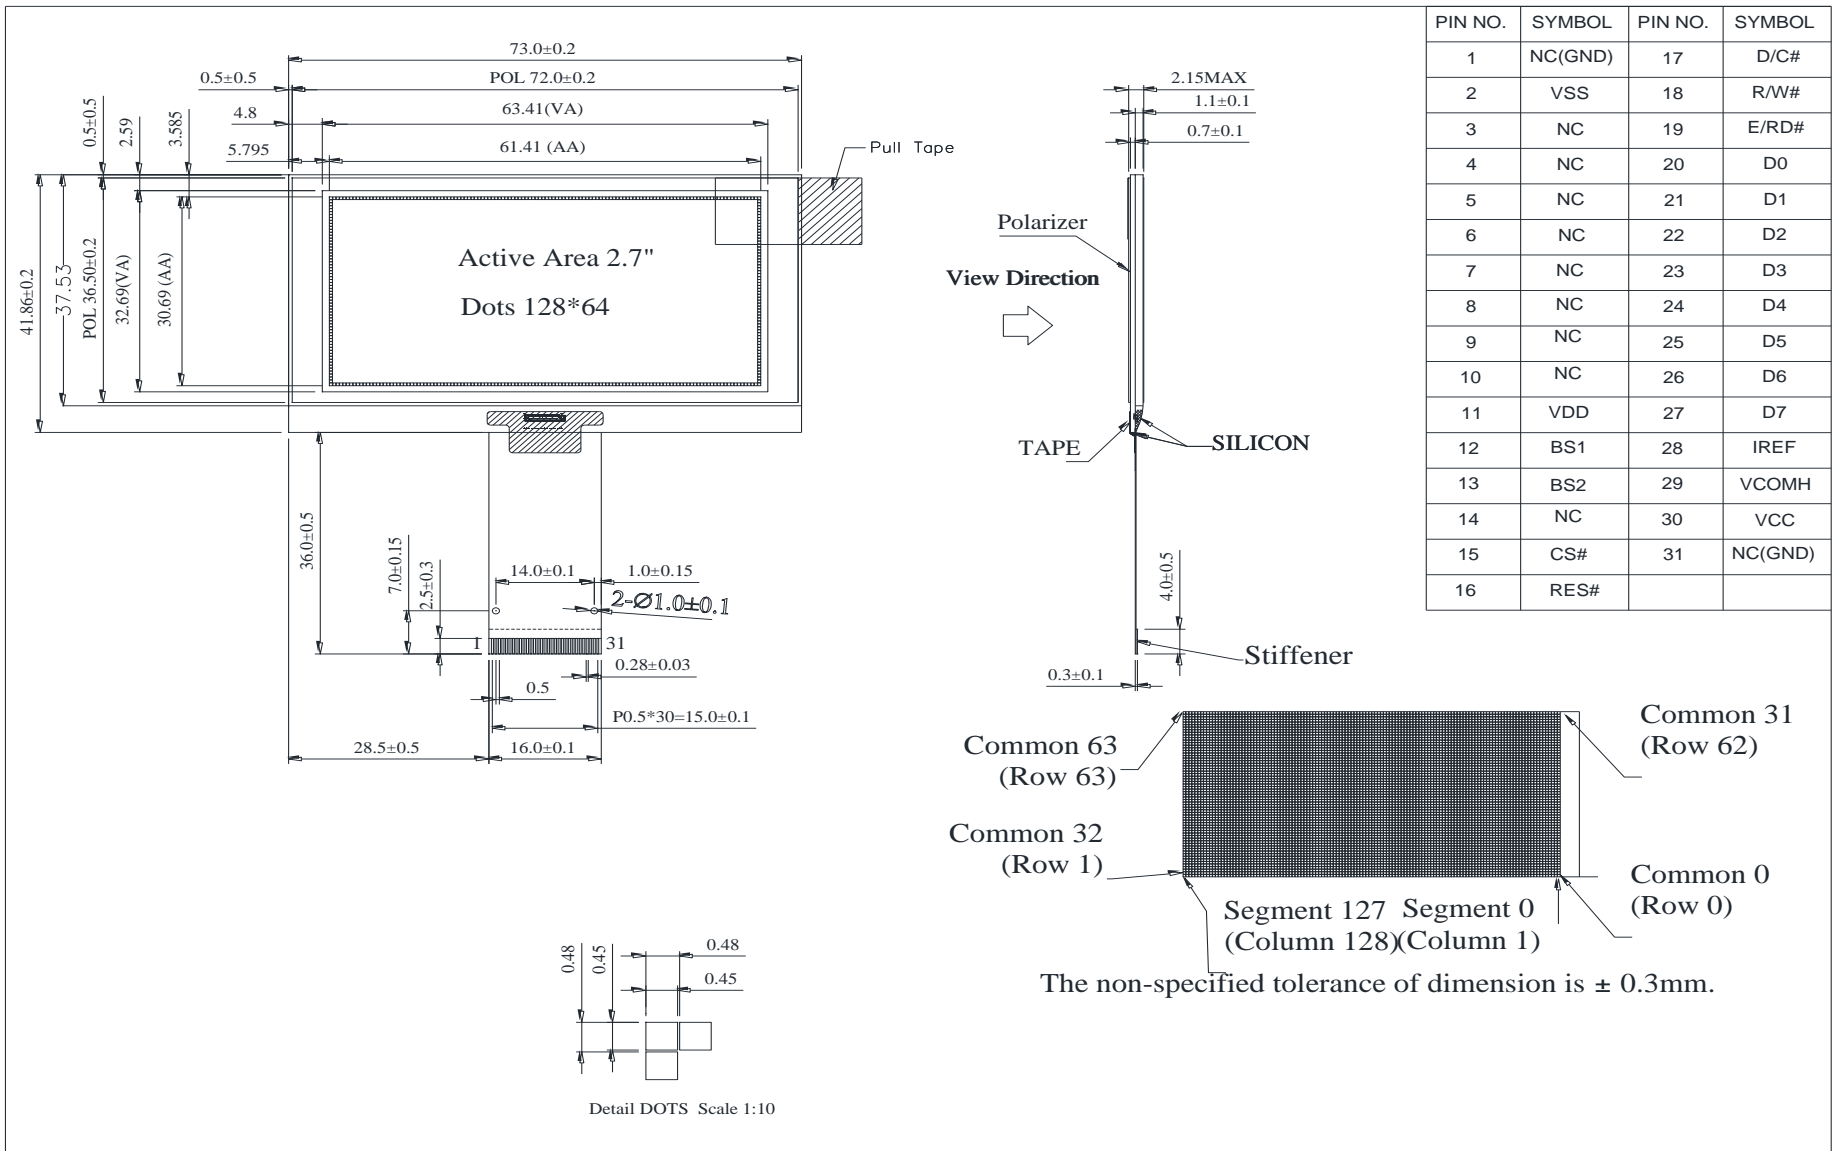 73.0±0.2
0.5±0.5
POL 72.0±0.2
4.8
63.41(VA)
5.795
61.41 (AA)
0.5±0.5
2.59
3.585
Pull Tape
41.86±0.2
37.53
POL 36.50±0.2
32.69(VA)
30.69 (AA)
Active Area 2.7"
Dots 128*64
36.0±0.5
7.0±0.15
2.5±0.3
14.0±0.1
1.0±0.15
2-Ø1.0±0.1
1
31
0.28±0.03
0.5
P0.5*30=15.0±0.1
28.5±0.5
16.0±0.1
2.15MAX
1.1±0.1
0.7±0.1
Polarizer
View Direction
TAPE
SILICON
4.0±0.5
Stiffener
0.3±0.1
PIN NO. SYMBOL PIN NO. SYMBOL
1 NC(GND) 17 D/C#
2 VSS 18 R/W#
3 NC 19 E/RD#
4 NC 20 D0
5 NC 21 D1
6 NC 22 D2
7 NC 23 D3
8 NC 24 D4
9 NC 25 D5
10 NC 26 D6
11 VDD 27 D7
12 BS1 28 IREF
13 BS2 29 VCOMH
14 NC 30 VCC
15 CS# 31 NC(GND)
16 RES#
Common 63
(Row 63)
Common 31
(Row 62)
Common 32
(Row 1)
Common 0
(Row 0)
Segment 127 Segment 0
(Column 128)(Column 1)
The non-specified tolerance of dimension is ± 0.3mm.
0.48
0.45
0.48
0.45
Detail DOTS Scale 1:10